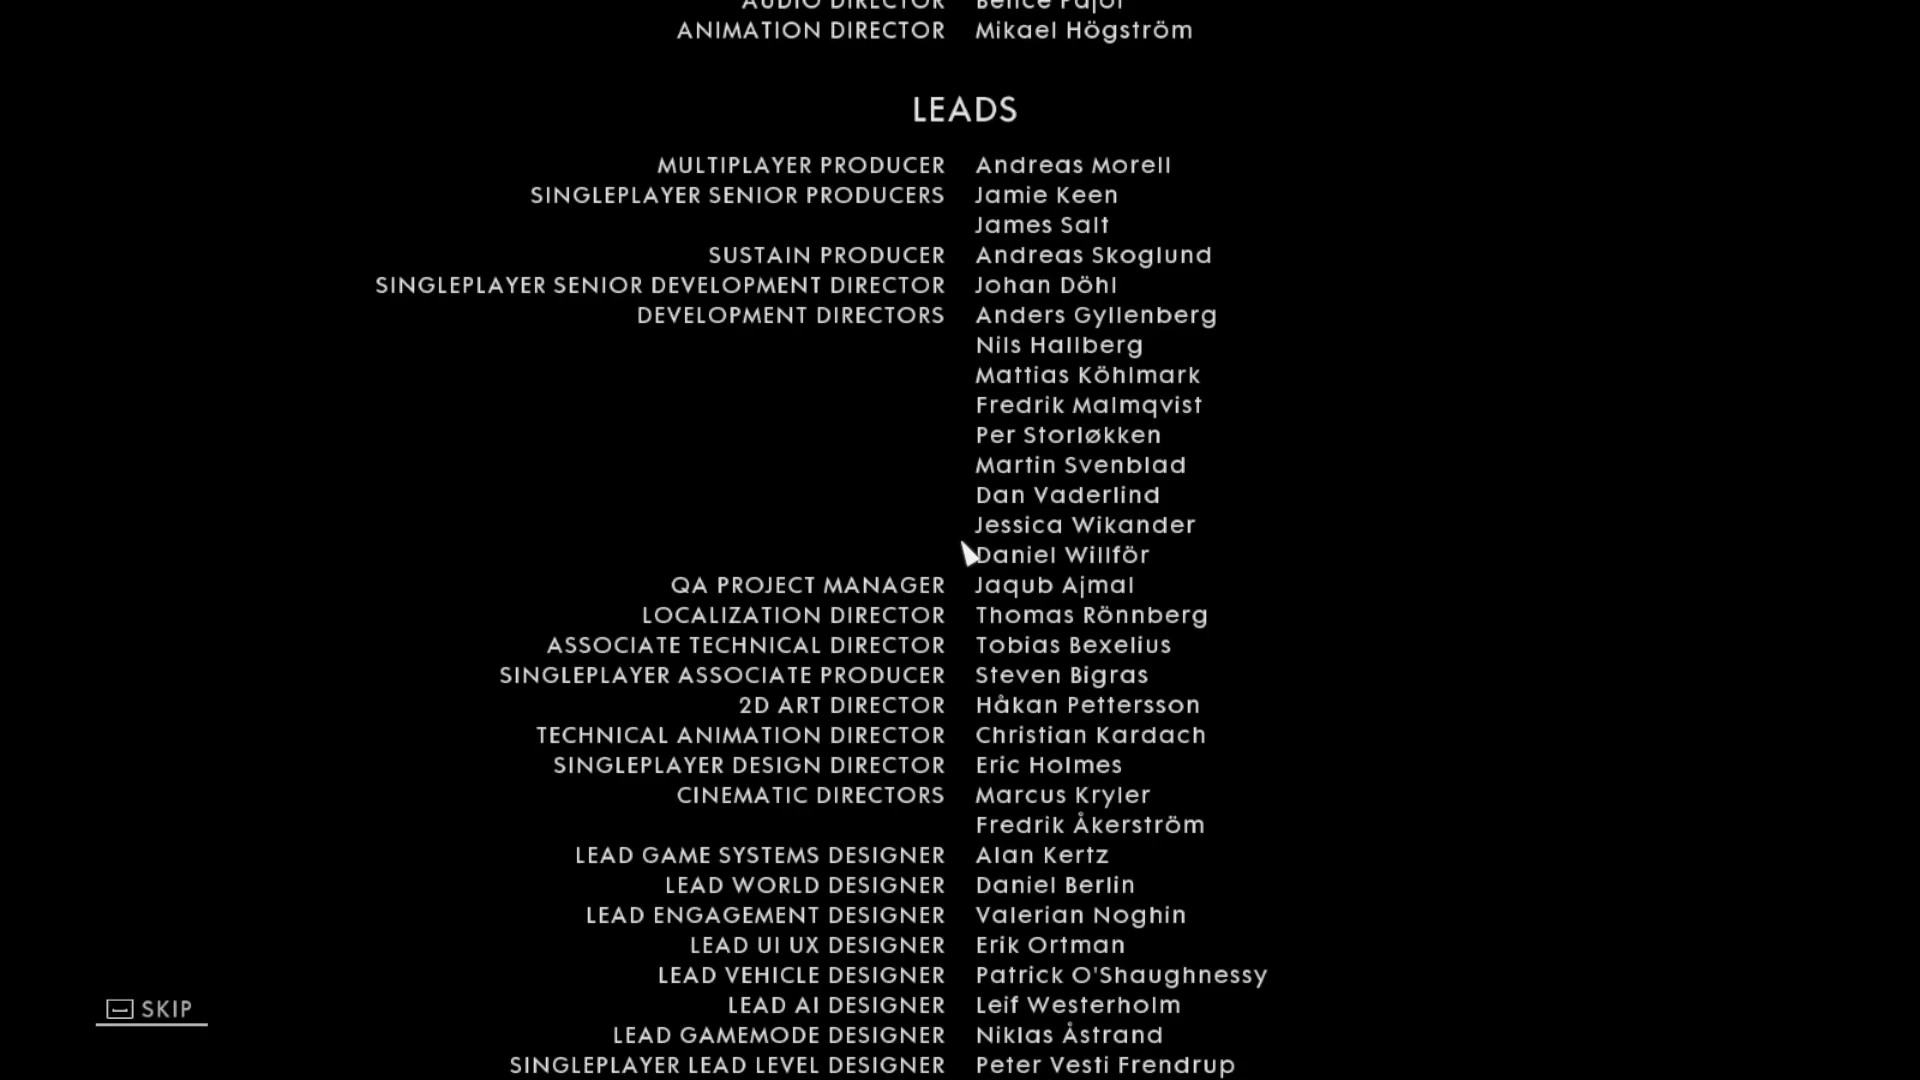 AUDIO DIRECTOR Bence Pajor
ANIMATION DIRECTOR Mikael Högström
LEADS
MULTIPLAYER PRODUCER Andreas Morell
SINGLEPLAYER SENIOR PRODUCERS Jamie Keen
James Salt
SUSTAIN PRODUCER Andreas Skoglund
SINGLEPLAYER SENIOR DEVELOPMENT DIRECTOR Johan Döhl
DEVELOPMENT DIRECTORS Anders Gyllenberg
Nils Hallberg
Mattias Köhlmark
Fredrik Malmqvist
Per Storløkken
Martin Svenblad
Dan Vaderlind
Jessica Wikander
Daniel Willför
QA PROJECT MANAGER Jaqub Ajmal
LOCALIZATION DIRECTOR Thomas Rönnberg
ASSOCIATE TECHNICAL DIRECTOR Tobias Bexelius
SINGLEPLAYER ASSOCIATE PRODUCER Steven Bigras
2D ART DIRECTOR Håkan Pettersson
TECHNICAL ANIMATION DIRECTOR Christian Kardach
SINGLEPLAYER DESIGN DIRECTOR Eric Holmes
CINEMATIC DIRECTORS Marcus Kryler
Fredrik Åkerström
LEAD GAME SYSTEMS DESIGNER Alan Kertz
LEAD WORLD DESIGNER Daniel Berlin
LEAD ENGAGEMENT DESIGNER Valerian Noghin
LEAD UI UX DESIGNER Erik Ortman
LEAD VEHICLE DESIGNER Patrick O'Shaughnessy
LEAD AI DESIGNER Leif Westerholm
SKIP
LEAD GAMEMODE DESIGNER Niklas Åstrand
SINGLEPLAYER LEAD LEVEL DESIGNER Peter Vesti Frendrup